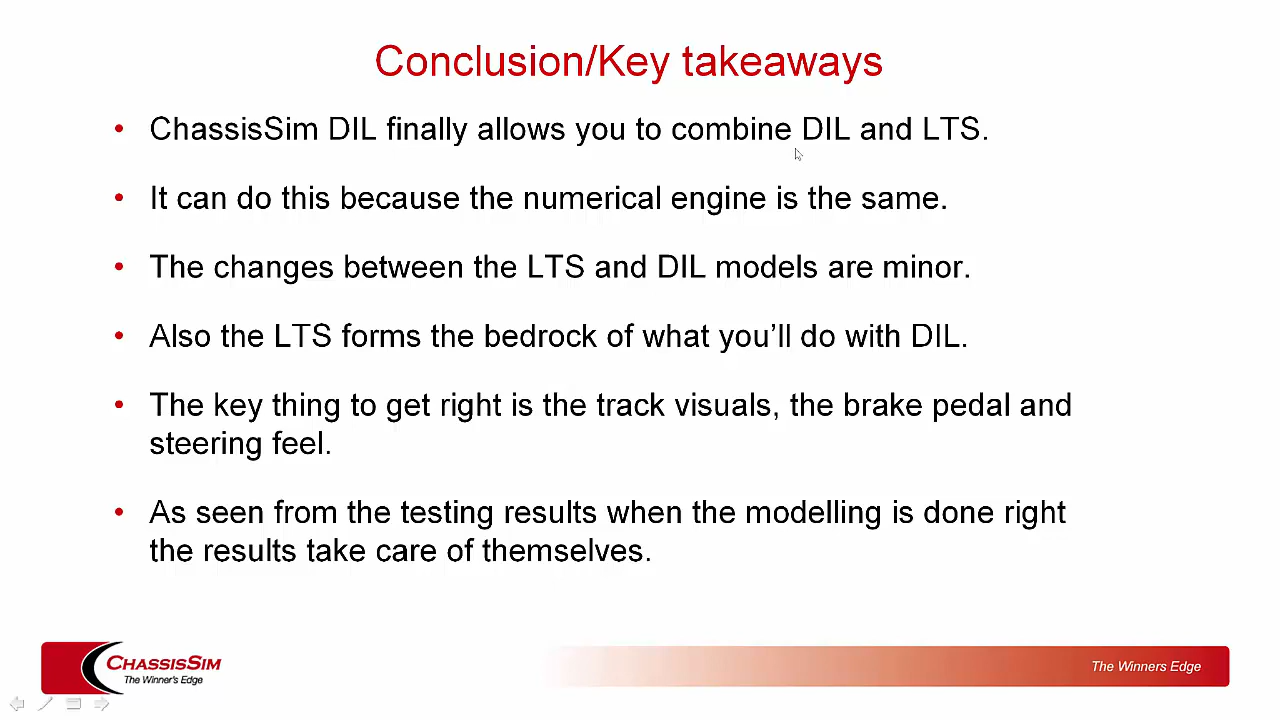 Conclusion/Key takeaways
• ChassisSim DIL finally allows you to combine DIL and LTS.
• It can do this because the numerical engine is the same.
• The changes between the LTS and DIL models are minor.
• Also the LTS forms the bedrock of what you’ll do with DIL.
• The key thing to get right is the track visuals, the brake pedal and
steering feel.
• As seen from the testing results when the modelling is done right
the results take care of themselves.
CHASSISSIM
The Winner's Edge
The Winners Edge